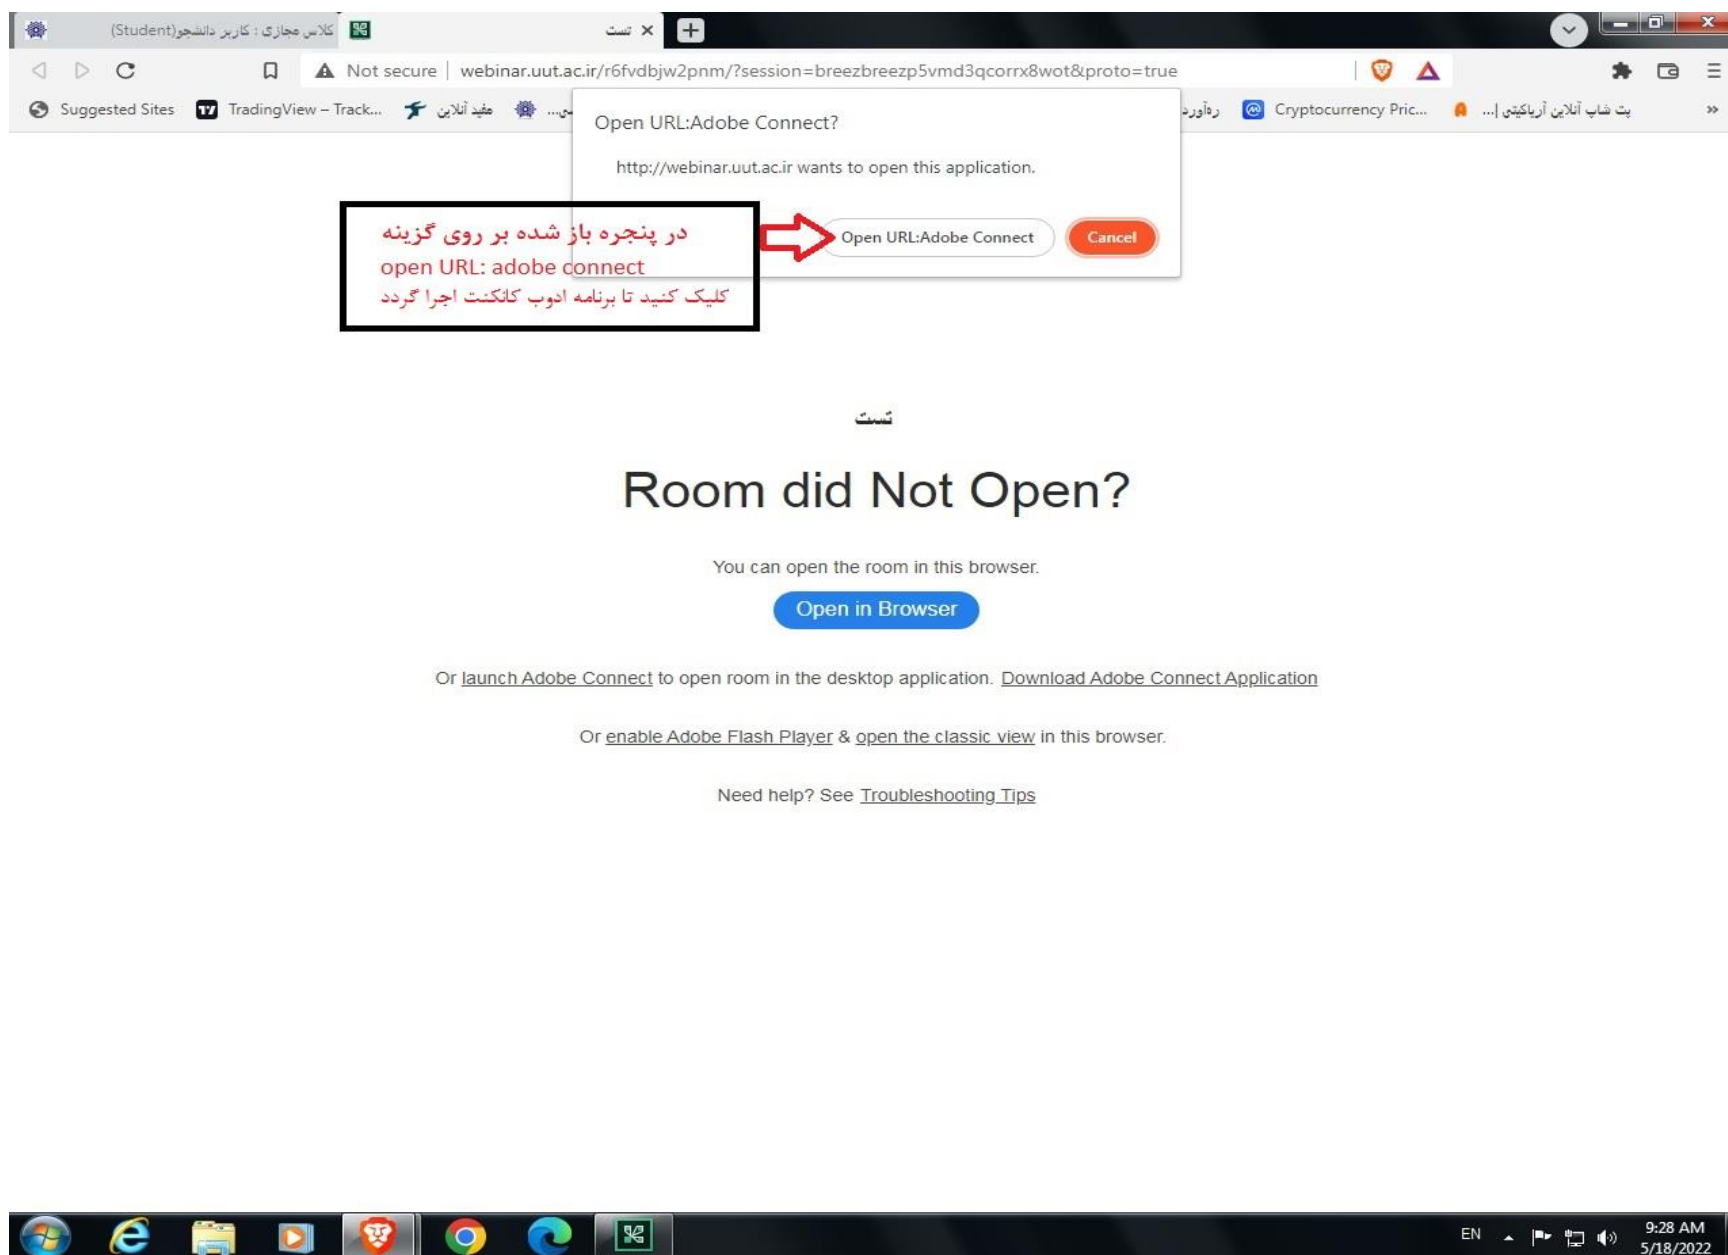 کلاس مجازی : کاربر دانشجو(Student)
تست
Not secure | webinar.uut.ac.ir/r6fvdbjw2pnm/?session=breezbreezp5vmd3qcorrx8wot&proto=true
Suggested Sites
TradingView – Track...
مفید آنلاین
رهآورد
Cryptocurrency Pric...
پت شاپ آنلاین آریاکیتی |...
»
Open URL:Adobe Connect?
http://webinar.uut.ac.ir wants to open this application.
Open URL:Adobe Connect
Cancel
در پنجره باز شده بر روی گزینه
open URL: adobe connect
کلیک کنید تا برنامه ادوب کانکنت اجرا گردد
تست
Room did Not Open?
You can open the room in this browser.
Open in Browser
Or launch Adobe Connect to open room in the desktop application. Download Adobe Connect Application
Or enable Adobe Flash Player & open the classic view in this browser.
Need help? See Troubleshooting Tips
EN
9:28 AM
5/18/2022